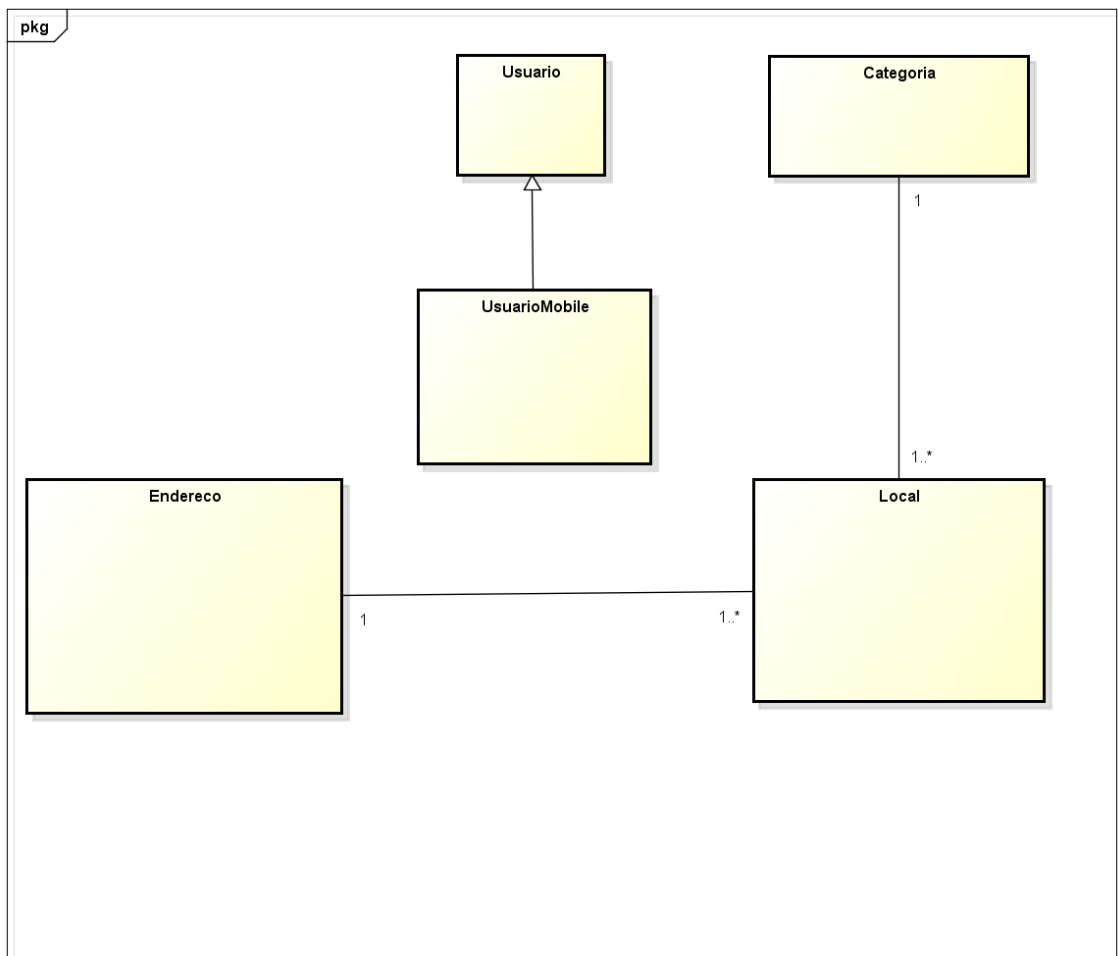 pkg
Usuario
Categoria
1
UsuarioMobile
1..*
Endereco
Local
1
1..*